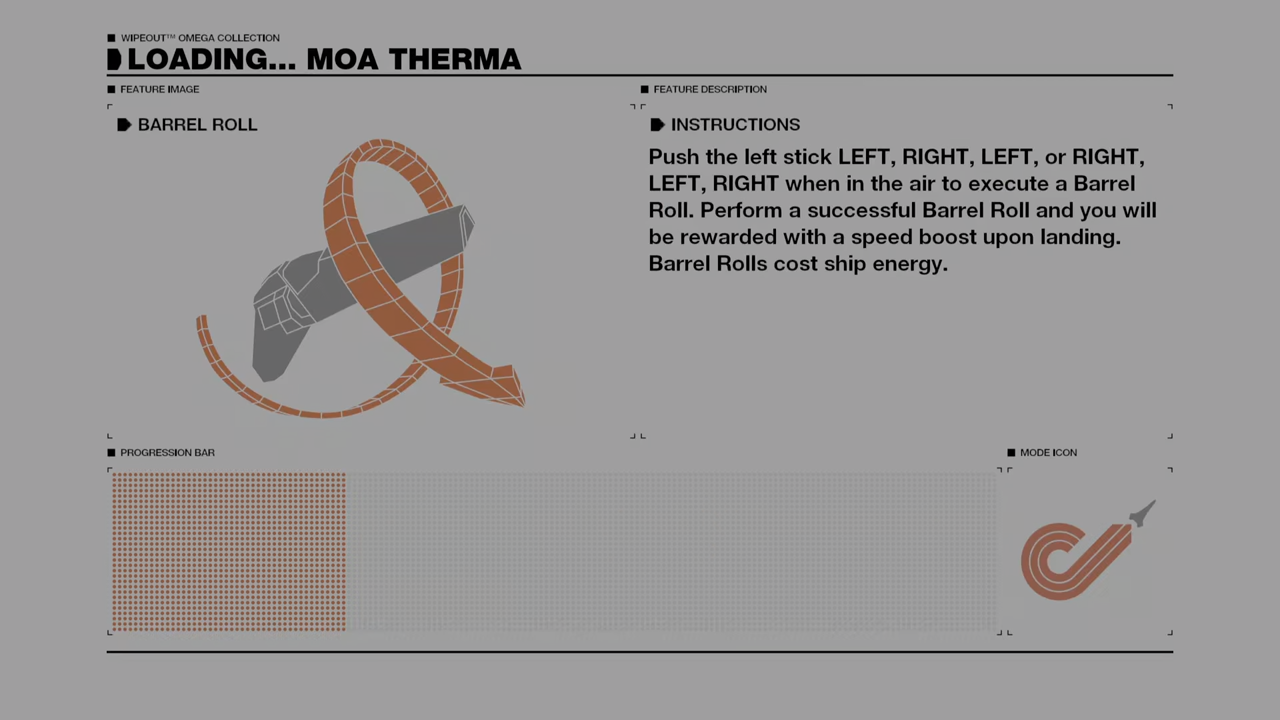 WIPEOUT™ OMEGA COLLECTION
LOADING... MOA THERMA
FEATURE IMAGE
BARREL ROLL
FEATURE DESCRIPTION
INSTRUCTIONS
Push the left stick LEFT, RIGHT, LEFT, or RIGHT,
LEFT, RIGHT when in the air to execute a Barrel
Roll. Perform a successful Barrel Roll and you will
be rewarded with a speed boost upon landing.
Barrel Rolls cost ship energy.
PROGRESSION BAR
MODE ICON